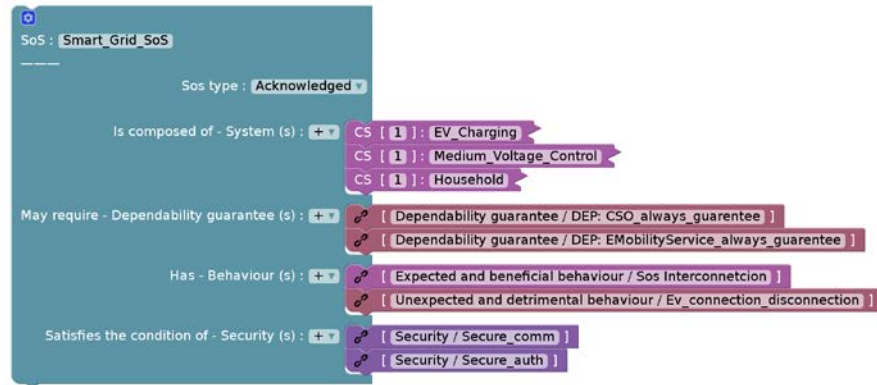 SoS : Smart_Grid_SoS
———
Sos type : Acknowledged
Is composed of - System (s) : + CS [ 1 ] : EV_Charging
CS [ 1 ] : Medium_Voltage_Control
CS [ 1 ] : Household
May require - Dependability guarantee (s) : + [ Dependability guarantee / DEP: CSO_always_guarentee ]
[ Dependability guarantee / DEP: EMobilityService_always_guarentee ]
Has - Behaviour (s) : + [ Expected and beneficial behaviour / Sos Interconnetcion ]
[ Unexpected and detrimental behaviour / Ev_connection_disconnection ]
Satisfies the condition of - Security (s) : + [ Security / Secure_comm ]
[ Security / Secure_auth ]